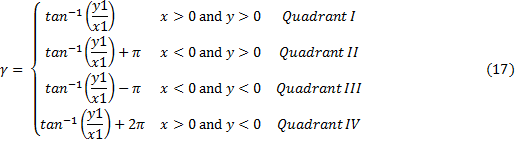 tan⁻¹(y1/x1) x > 0 and y > 0 Quadrant I
tan⁻¹(y1/x1) + π x < 0 and y > 0 Quadrant II
γ = { (17)
tan⁻¹(y1/x1) − π x < 0 and y < 0 Quadrant III
tan⁻¹(y1/x1) + 2π x > 0 and y < 0 Quadrant IV